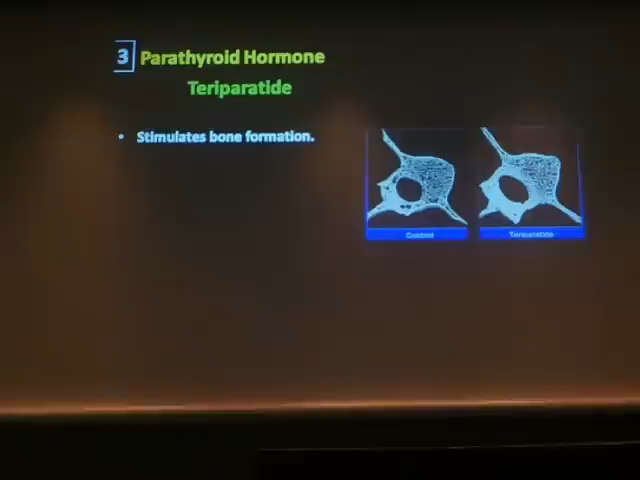 3 Parathyroid Hormone
Teriparatide
• Stimulates bone formation.
Control
Teriparatide